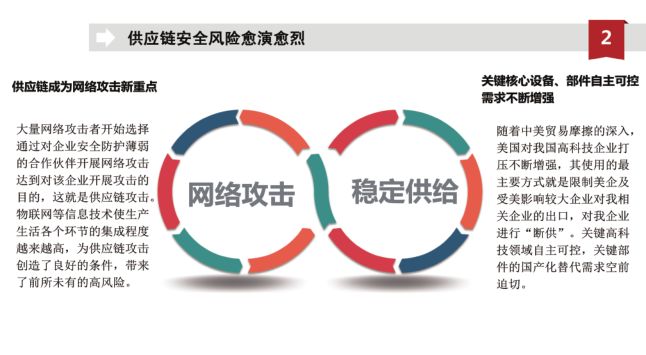 供应链安全风险愈演愈烈
2
供应链成为网络攻击新重点
大量网络攻击者开始选择
通过对企业安全防护薄弱
的合作伙伴开展网络攻击
达到对该企业开展攻击的
目的，这就是供应链攻击。
物联网等信息技术使生产
生活各个环节的集成程度
越来越高，为供应链攻击
创造了良好的条件，带来
了前所未有的高风险。
网络攻击
稳定供给
关键核心设备、部件自主可控
需求不断增强
随着中美贸易摩擦的深入，
美国对我国高科技企业打
压不断增强，其使用的最
主要方式就是限制美企及
受美影响较大企业对我相
关企业的出口，对我企业
进行“断供”。关键高科
技领域自主可控，关键部
件的国产化替代需求空前
迫切。